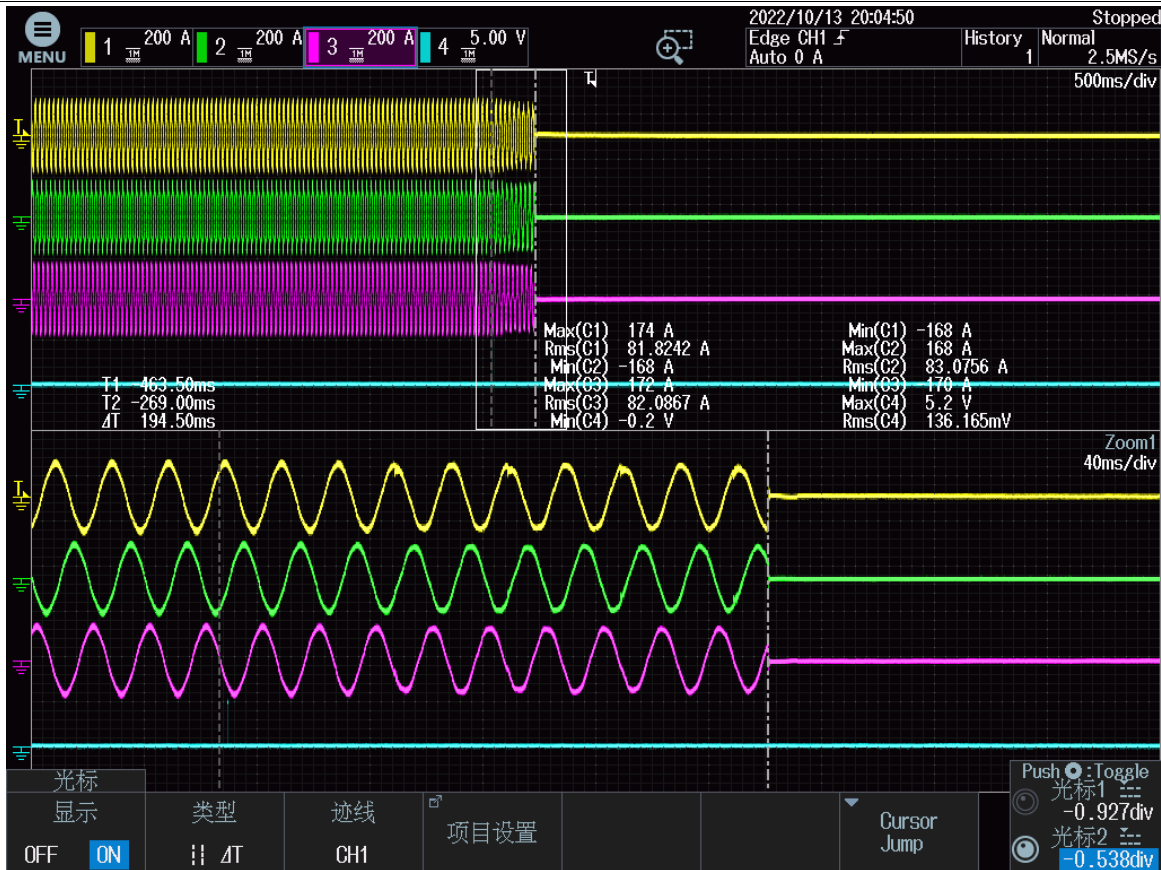 2022/10/13 20:04:50 Stopped
MENU 1 1M 200 A 2 1M 200 A 3 1M 200 A 4 1M 5.00 V Edge CH1 History Normal
Auto 0 A 1 2.5MS/s
500ms/div
T
T
Max(C1) 174 A Min(C1) -168 A
Rms(C1) 81.8242 A Max(C2) 168 A
Min(C2) -168 A Rms(C2) 83.0756 A
T1 -463.50ms Max(C3) 172 A Min(C3) -170 A
T2 -269.00ms Rms(C3) 82.0867 A Max(C4) 5.2 V
ΔT 194.50ms Min(C4) -0.2 V Rms(C4) 136.165mV
Zoom1
40ms/div
T
光标 Push :Toggle
显示 类型 迹线 项目设置 Cursor Jump 光标1
-0.927div
OFF ON ΔT CH1 光标2
-0.538div